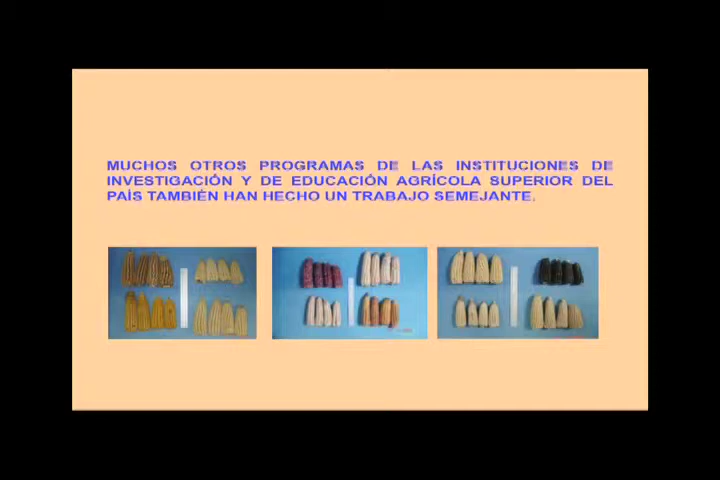 MUCHOS OTROS PROGRAMAS DE LAS INSTITUCIONES DE
INVESTIGACIÓN Y DE EDUCACIÓN AGRÍCOLA SUPERIOR DEL
PAÍS TAMBIÉN HAN HECHO UN TRABAJO SEMEJANTE.